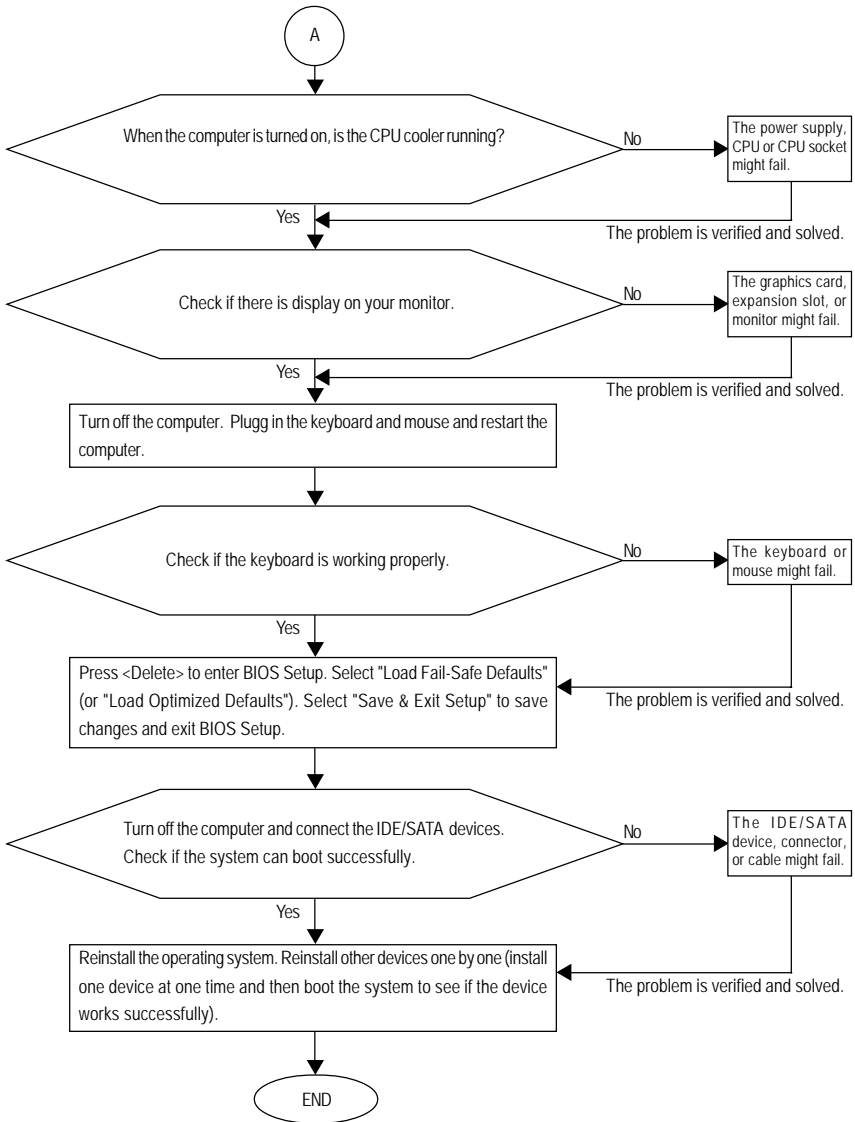 A
When the computer is turned on, is the CPU cooler running?
No
The power supply,
CPU or CPU socket
might fail.
Yes
The problem is verified and solved.
Check if there is display on your monitor.
No
The graphics card,
expansion slot, or
monitor might fail.
Yes
The problem is verified and solved.
Turn off the computer. Plugg in the keyboard and mouse and restart the
computer.
Check if the keyboard is working properly.
No
The keyboard or
mouse might fail.
Yes
Press <Delete> to enter BIOS Setup. Select "Load Fail-Safe Defaults"
(or "Load Optimized Defaults"). Select "Save & Exit Setup" to save
changes and exit BIOS Setup.
The problem is verified and solved.
Turn off the computer and connect the IDE/SATA devices.
Check if the system can boot successfully.
No
The IDE/SATA
device, connector,
or cable might fail.
Yes
Reinstall the operating system. Reinstall other devices one by one (install
one device at one time and then boot the system to see if the device
works successfully).
The problem is verified and solved.
END